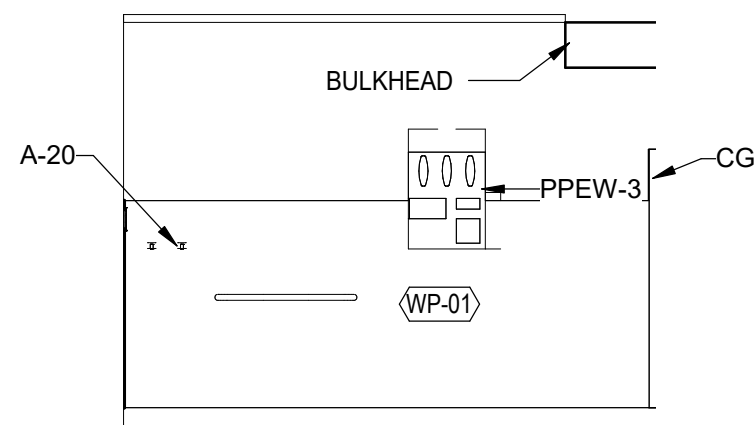 BULKHEAD
A-20
CG
PPEW-3
WP-01